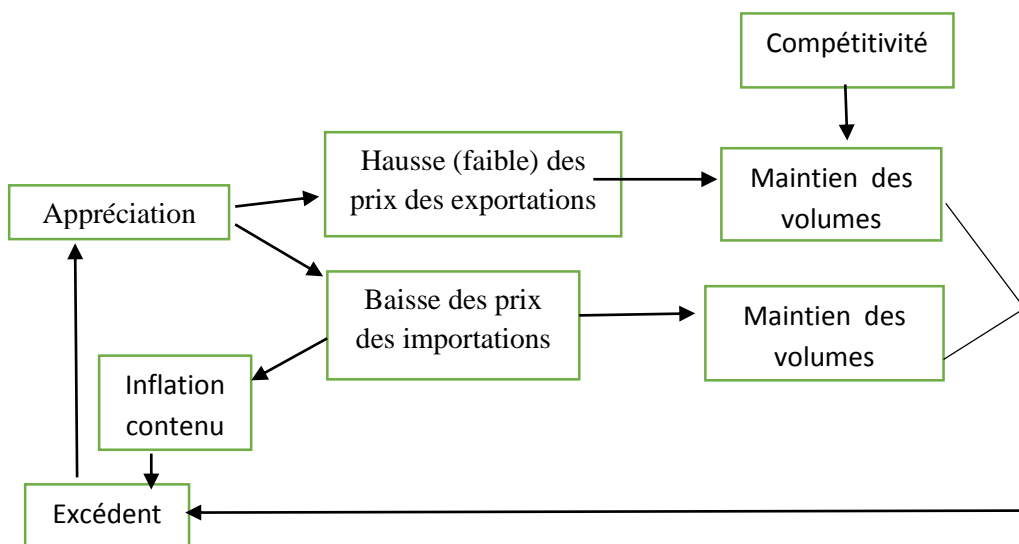 Compétitivité
Hausse (faible) des
prix des exportations
Maintien des
volumes
Appréciation
Baisse des prix
des importations
Maintien des
volumes
Inflation
contenu
Excédent